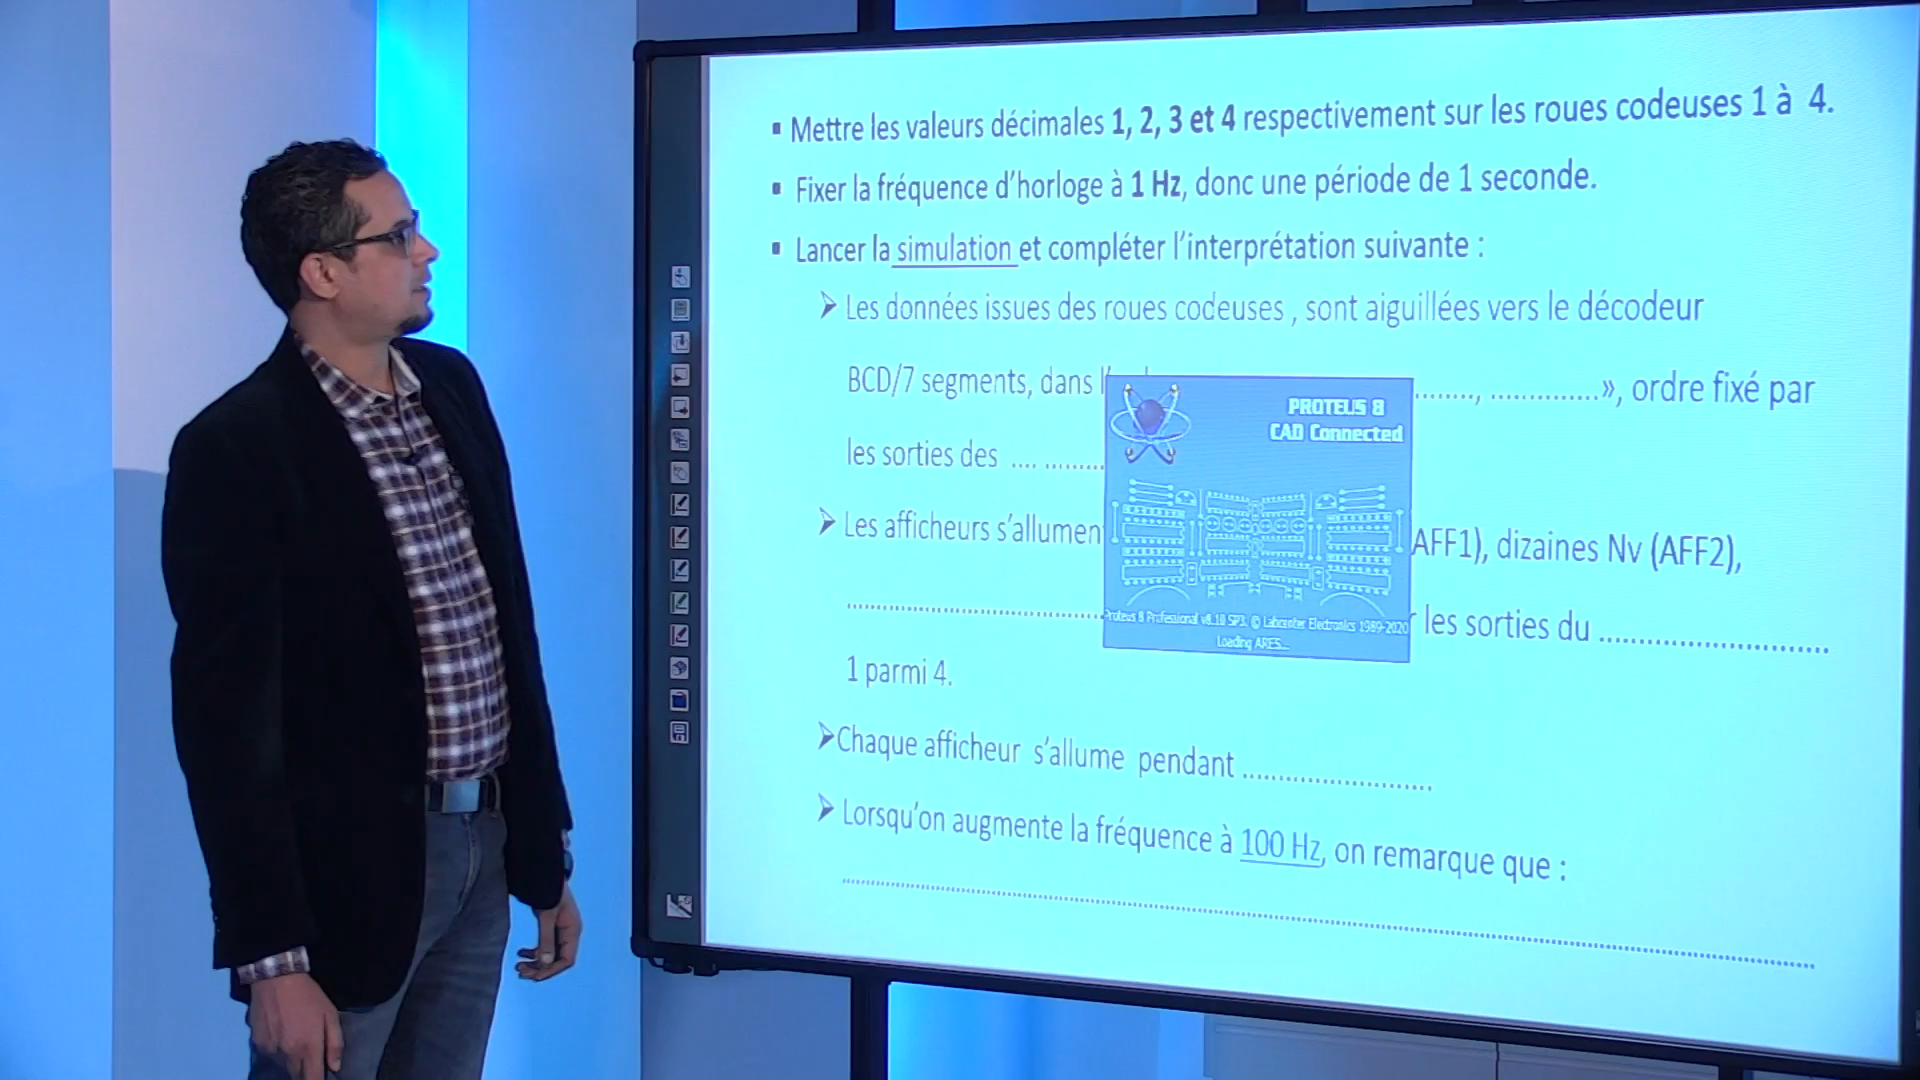 ▪ Mettre les valeurs décimales 1, 2, 3 et 4 respectivement sur les roues codeuses 1 à 4.
▪ Fixer la fréquence d'horloge à 1 Hz, donc une période de 1 seconde.
▪ Lancer la simulation et compléter l'interprétation suivante :
➢ Les données issues des roues codeuses , sont aiguillées vers le décodeur
BCD/7 segments, dans ........, ..............», ordre fixé par
les sorties des .... .........
➢ Les afficheurs s'allument AFF1), dizaines Nv (AFF2),
.................................. les sorties du ..............................
1 parmi 4.
➢ Chaque afficheur s'allume pendant .........................
➢ Lorsqu'on augmente la fréquence à 100 Hz, on remarque que :
....................................................................................................
PROTEUS 8
CAD Connected
Proteus 8 Professional v8.10 SP3. © Labcenter Electronics 1989-2020
Loading ARES...